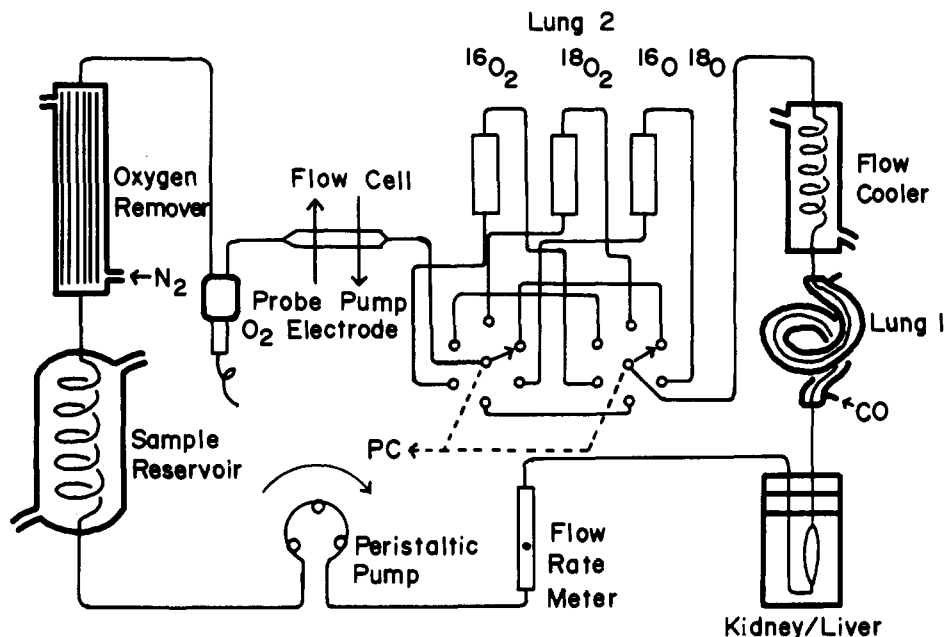 Lung 2
16O2 18O2 16O 18O
Oxygen
Remover
Flow Cell
Flow
Cooler
←N2
Probe Pump
O2 Electrode
Lung 1
←CO
PC
Sample
Reservoir
Peristaltic
Pump
Flow
Rate
Meter
Kidney/Liver